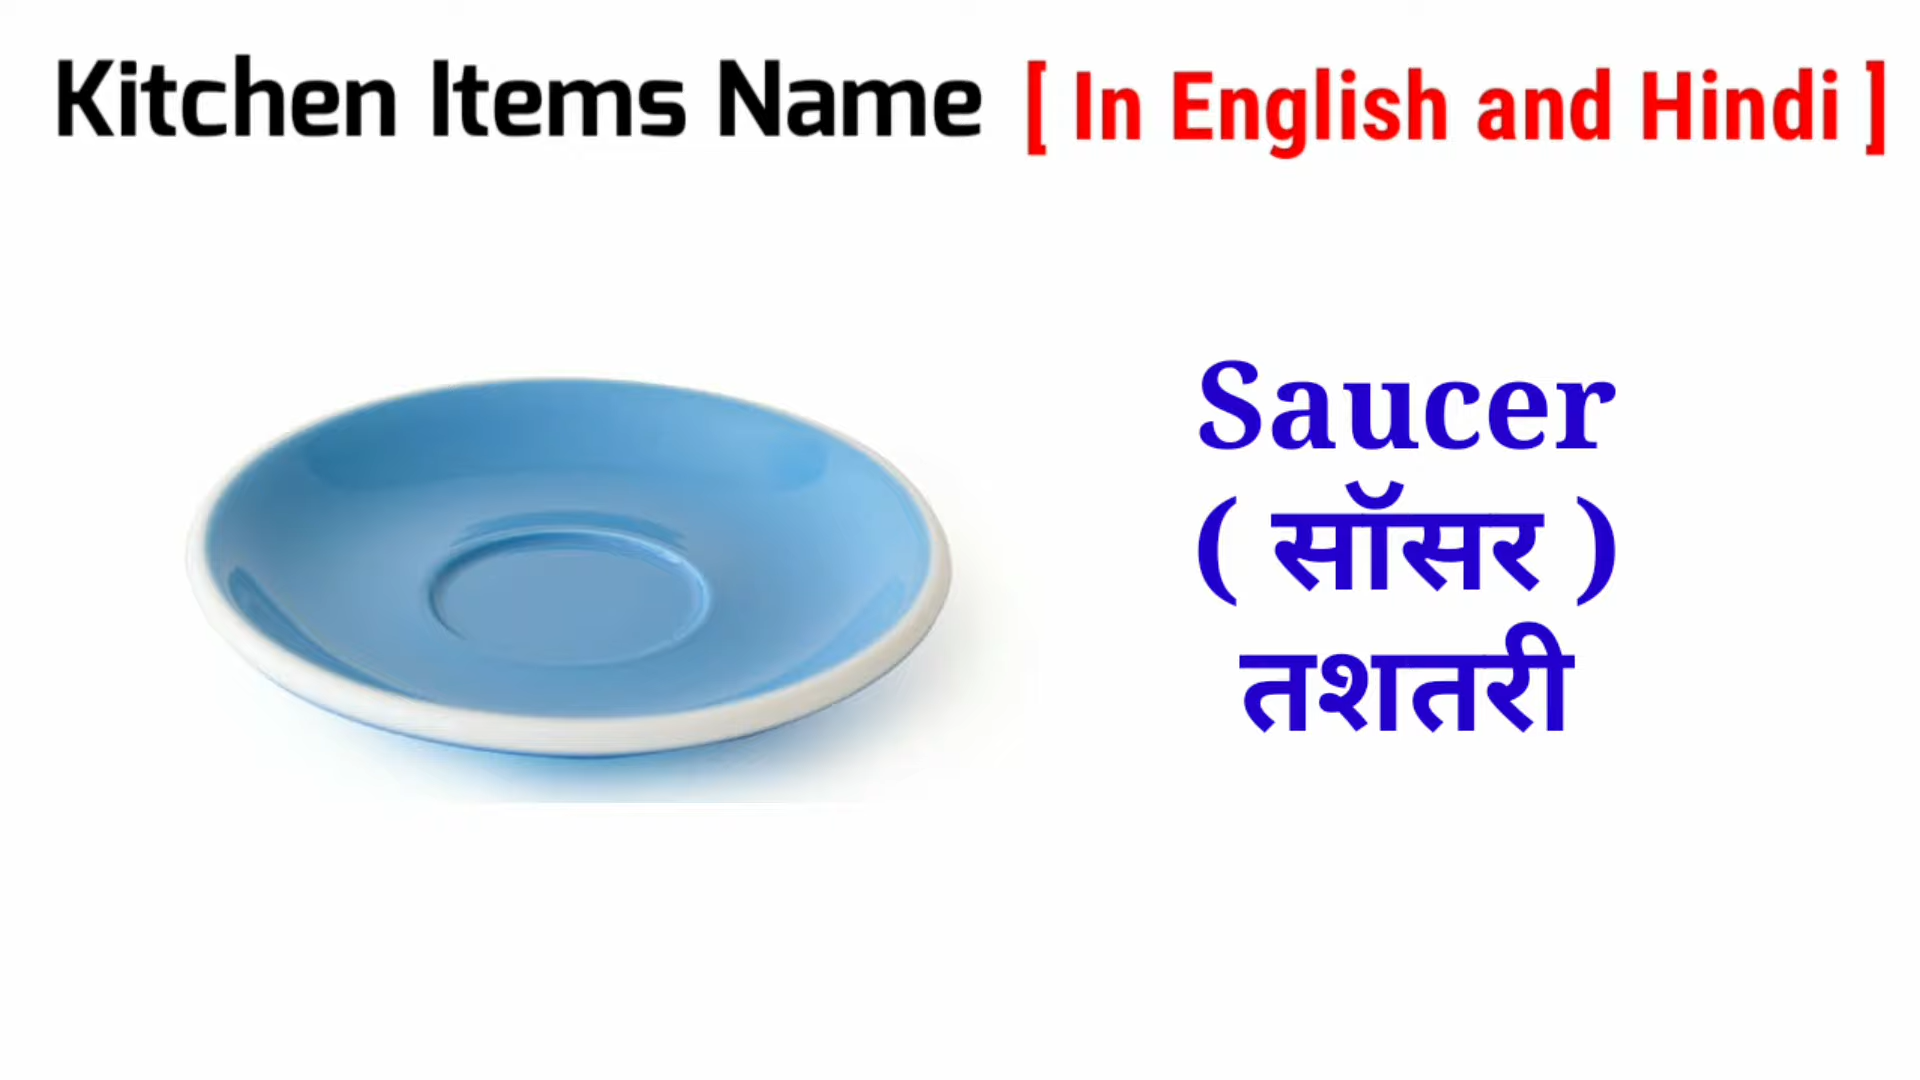 Kitchen Items Name [ In English and Hindi ]
Saucer
( सॉसर )
तशतरी